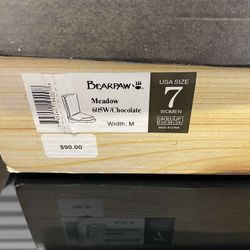 BEARPAW
Meadow
605W/Chocolate
Width: M
USA SIZE
7
WOMEN
$90.00